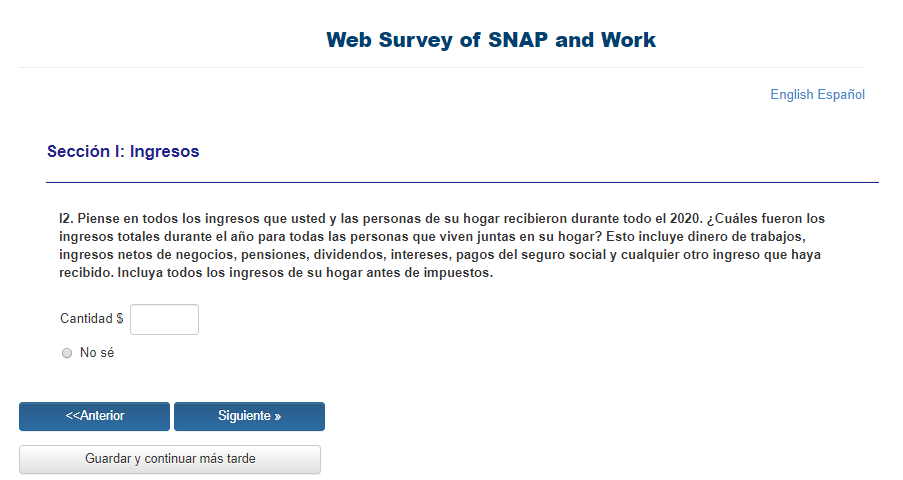 Web Survey of SNAP and Work
English Español
Sección I: Ingresos
I2. Piense en todos los ingresos que usted y las personas de su hogar recibieron durante todo el 2020. ¿Cuáles fueron los
ingresos totales durante el año para todas las personas que viven juntas en su hogar? Esto incluye dinero de trabajos,
ingresos netos de negocios, pensiones, dividendos, intereses, pagos del seguro social y cualquier otro ingreso que haya
recibido. Incluya todos los ingresos de su hogar antes de impuestos.
Cantidad $
No sé
<<Anterior
Siguiente »
Guardar y continuar más tarde